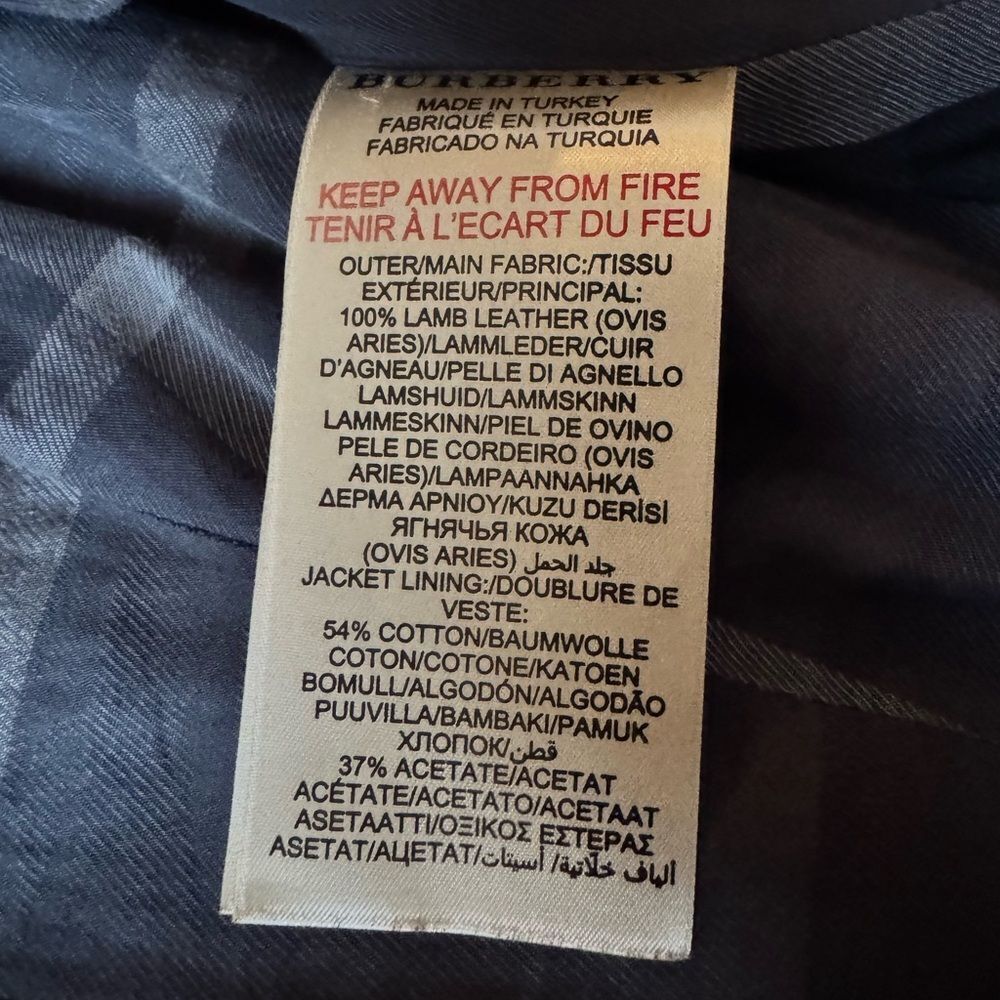 BURBERRY
MADE IN TURKEY
FABRIQUÉ EN TURQUIE
FABRICADO NA TURQUIA
KEEP AWAY FROM FIRE
TENIR À L'ECART DU FEU
OUTER/MAIN FABRIC:/TISSU
EXTÉRIEUR/PRINCIPAL:
100% LAMB LEATHER (OVIS
ARIES)/LAMMLEDER/CUIR
D'AGNEAU/PELLE DI AGNELLO
LAMSHUID/LAMMSKINN
LAMMESKINN/PIEL DE OVINO
PELE DE CORDEIRO (OVIS
ARIES)/LAMPAANNAHKA
ΔΕΡΜΑ ΑΡΝΙΟΥ/KUZU DERİSİ
ЯГНЯЧЬЯ КОЖА
(OVIS ARIES) جلد الحمل
JACKET LINING:/DOUBLURE DE
VESTE:
54% COTTON/BAUMWOLLE
COTON/COTONE/KATOEN
BOMULL/ALGODÓN/ALGODÃO
PUUVILLA/BAMBAKI/PAMUK
ХЛОПОК/قطن
37% ACETATE/ACETAT
ACÉTATE/ACETATO/ACETAAT
ASETAATTI/ΟΞΙΚΟΣ ΕΣΤΕΡΑΣ
ASETAT/АЦЕТАТ/ألياف خلّاتية/ أسيتات